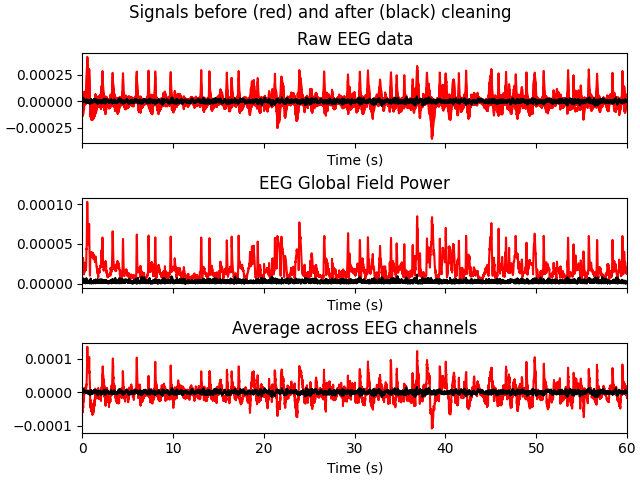 Signals before (red) and after (black) cleaning
Raw EEG data
0.00025
0.00000
−0.00025
Time (s)
EEG Global Field Power
0.00010
0.00005
0.00000
Time (s)
Average across EEG channels
0.0001
0.0000
−0.0001
0 10 20 30 40 50 60
Time (s)